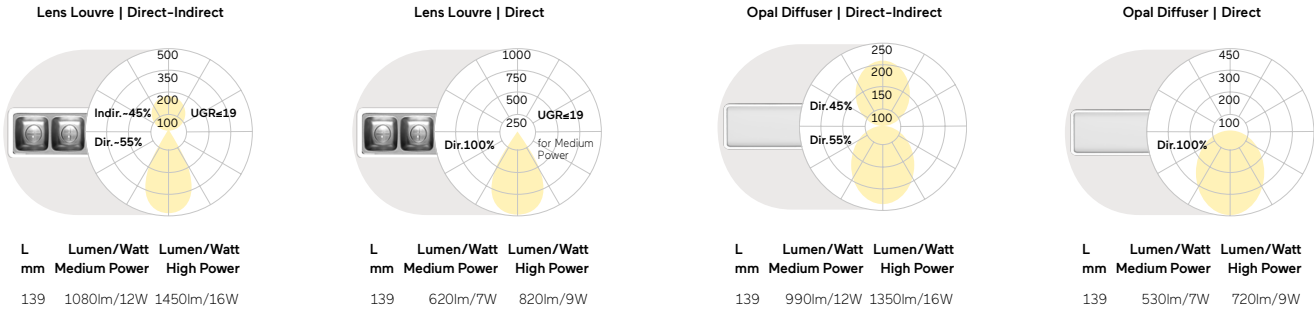 Lens Louvre | Direct-Indirect
500
350
200
100
Indir.-45%
UGR≤19
Dir.-55%
L Lumen/Watt Lumen/Watt
mm Medium Power High Power
139 1080lm/12W 1450lm/16W
Lens Louvre | Direct
1000
750
500
250
UGR≤19
Dir.100%
for Medium
Power
L Lumen/Watt Lumen/Watt
mm Medium Power High Power
139 620lm/7W 820lm/9W
Opal Diffuser | Direct-Indirect
250
200
150
100
Dir.45%
Dir.55%
L Lumen/Watt Lumen/Watt
mm Medium Power High Power
139 990lm/12W 1350lm/16W
Opal Diffuser | Direct
450
300
200
100
Dir.100%
L Lumen/Watt Lumen/Watt
mm Medium Power High Power
139 530lm/7W 720lm/9W